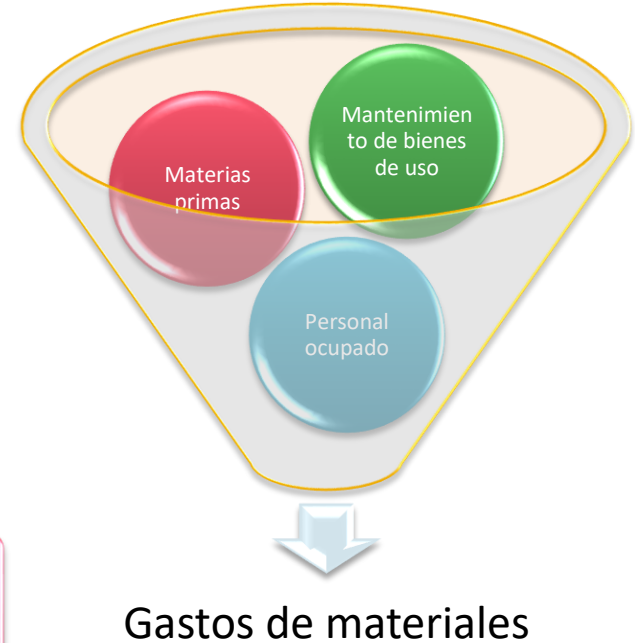 Mantenimien
to de bienes
de uso
Materias
primas
Personal
ocupado
Gastos de materiales